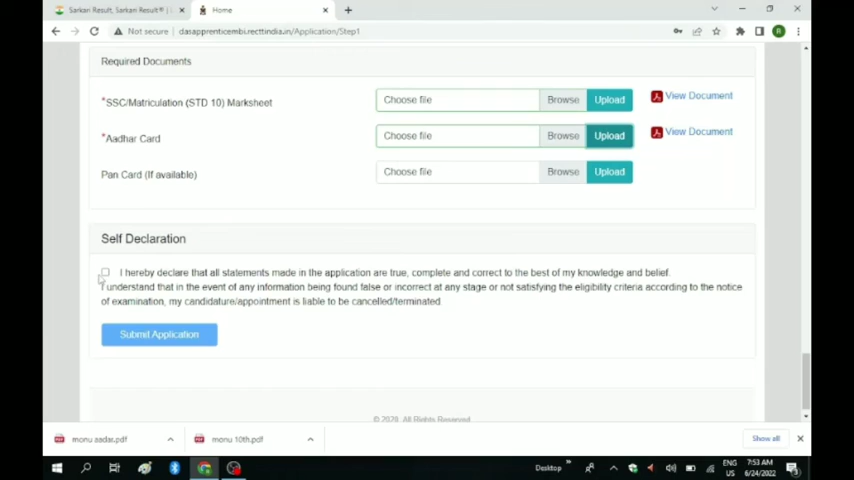 Sarkari Result, Sarkari Result® | 
Home
Not secure | dasapprenticembi.recttindia.in/Application/Step1
R
Required Documents
*SSC/Matriculation (STD 10) Marksheet
Choose file Browse Upload View Document
*Aadhar Card
Choose file Browse Upload View Document
Pan Card (If available)
Choose file Browse Upload
Self Declaration
I hereby declare that all statements made in the application are true, complete and correct to the best of my knowledge and belief.
I understand that in the event of any information being found false or incorrect at any stage or not satisfying the eligibility criteria according to the notice
of examination, my candidature/appointment is liable to be cancelled/terminated
Submit Application
All Rights Reserved
monu aadar.pdf
monu 10th.pdf
Show all
Desktop
ENG
US
7:53 AM
6/24/2022
3